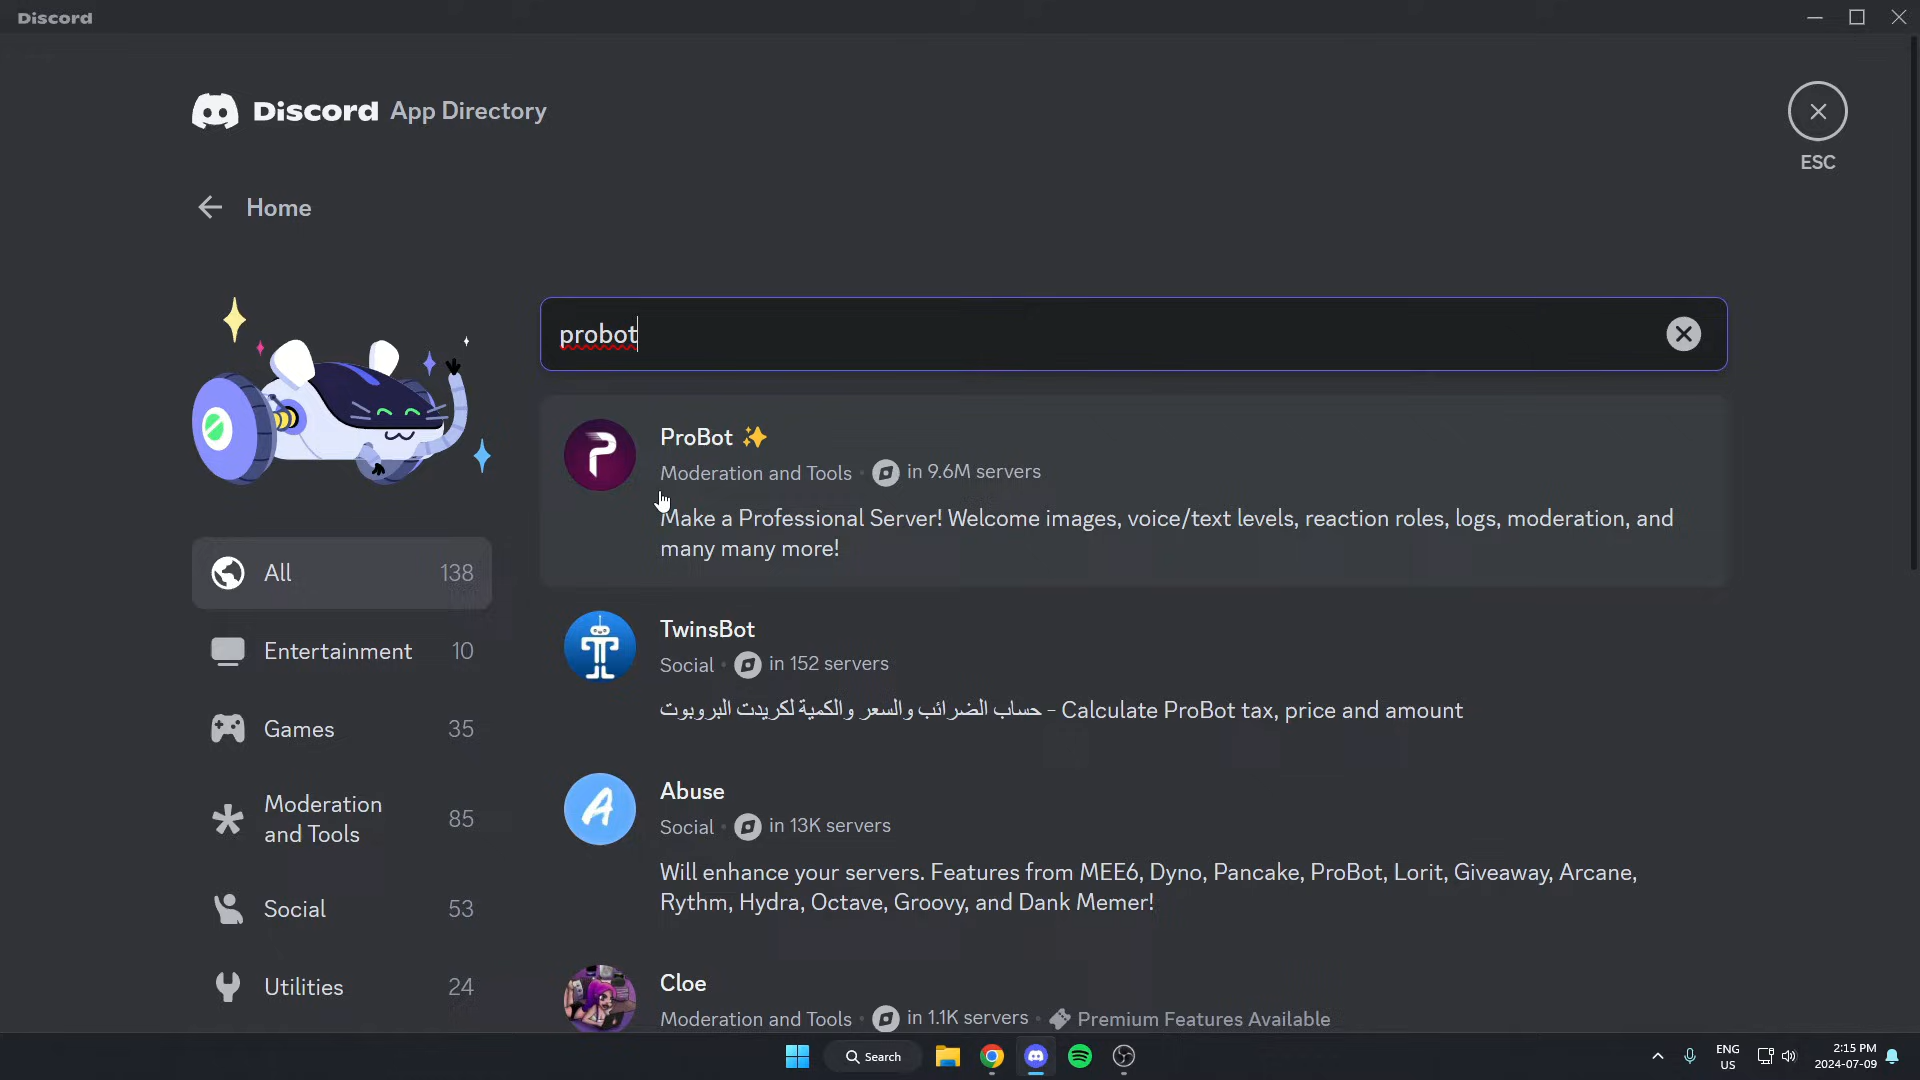 Discord
Discord App Directory
ESC
Home
probot
ProBot ✨
Moderation and Tools • in 9.6M servers
Make a Professional Server! Welcome images, voice/text levels, reaction roles, logs, moderation, and
many many more!
All 138
TwinsBot
Social • in 152 servers
حساب الضرائب والسعر والكمية لكريدت البروبوت - Calculate ProBot tax, price and amount
Entertainment 10
Games 35
Abuse
Social • in 13K servers
Will enhance your servers. Features from MEE6, Dyno, Pancake, ProBot, Lorit, Giveaway, Arcane,
Rythm, Hydra, Octave, Groovy, and Dank Memer!
Moderation
and Tools 85
Social 53
Utilities 24
Cloe
Moderation and Tools • in 1.1K servers • Premium Features Available
Search
ENG
US
2:15 PM
2024-07-09